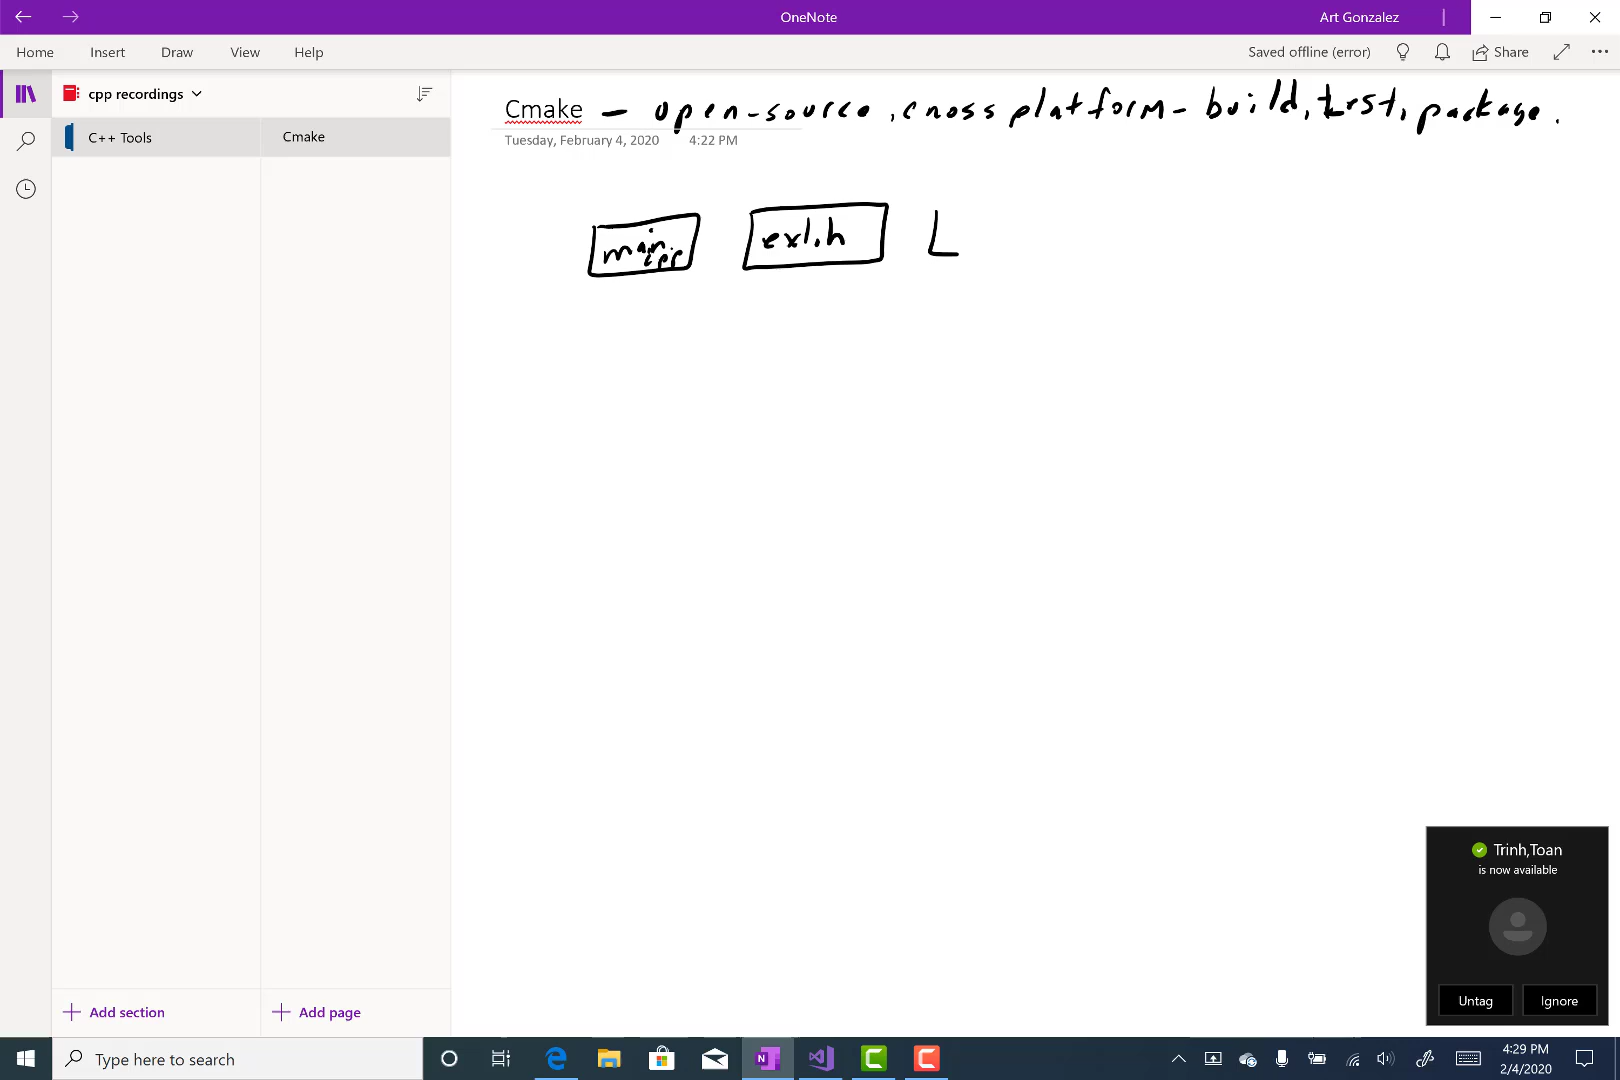 OneNote
Art Gonzalez
Home Insert Draw View Help
Saved offline (error) Share
cpp recordings
C++ Tools
Cmake
Cmake — open-source, cross platform - build, test, package.
Tuesday, February 4, 2020 4:22 PM
main.cpp
ex1.h
Trinh,Toan
is now available
Untag Ignore
Add section
Add page
Type here to search
4:29 PM
2/4/2020